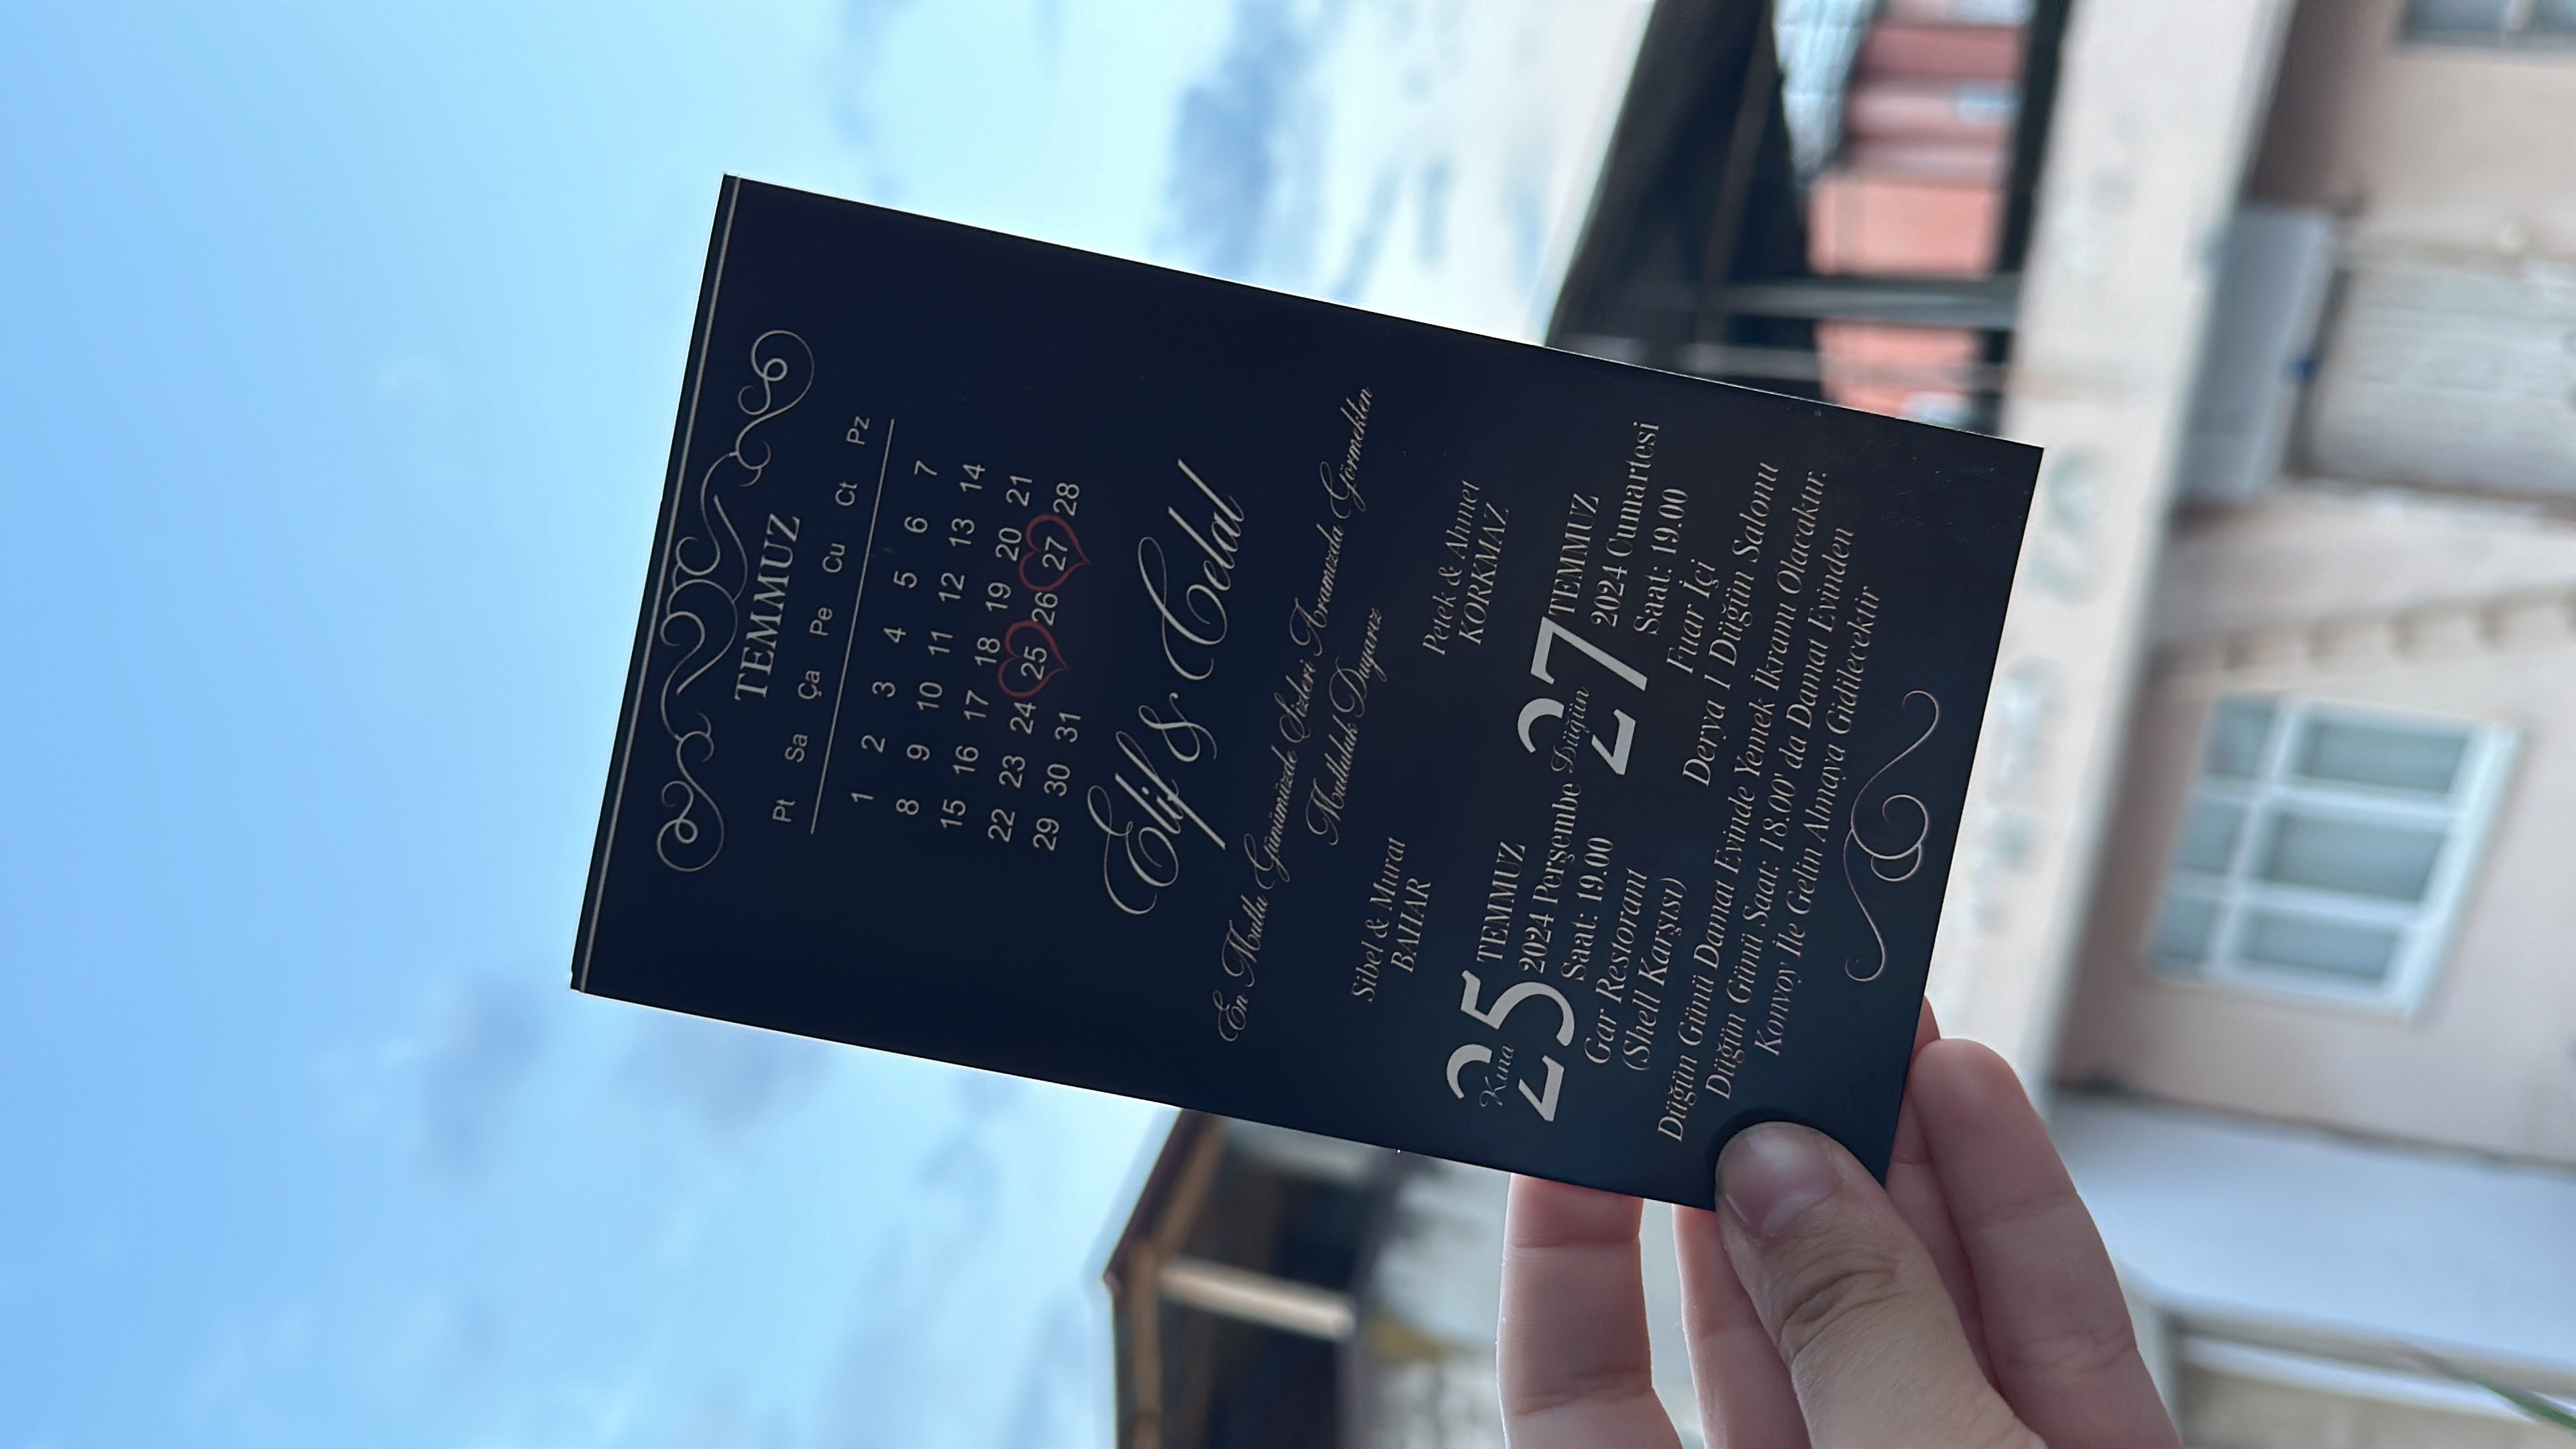 TEMMUZ
Pt Sa Ça Pe Cu Ct Pz
1 2 3 4 5 6 7
8 9 10 11 12 13 14
15 16 17 18 19 20 21
22 23 24 25 26 27 28
29 30 31
Elif & Celal
En Mutlu Günümüzde Sizleri Aramızda Görmekten
Mutluluk Duyarız
Sibel & Murat
BAHAR
Petek & Ahmet
KORKMAZ
Kına
25 TEMMUZ
2024 Perşembe
Saat: 19.00
Gar Restorant
(Shell Karşısı)
Düğün
27 TEMMUZ
2024 Cumartesi
Saat: 19.00
Fuar İçi
Derya 1 Düğün Salonu
Düğün Günü Damat Evinde Yemek İkramı Olacaktır.
Düğün Günü Saat: 18.00' da Damat Evinden
Konvoy İle Gelin Almaya Gidilecektir